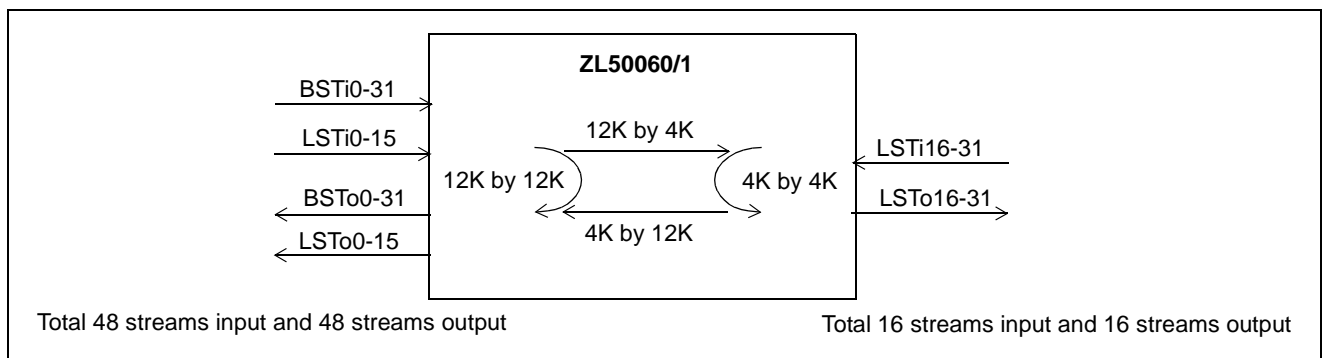 ZL50060/1
BSTi0-31
LSTi0-15
BSTo0-31
LSTo0-15
12K by 4K
12K by 12K
4K by 4K
4K by 12K
LSTi16-31
LSTo16-31
Total 48 streams input and 48 streams output
Total 16 streams input and 16 streams output